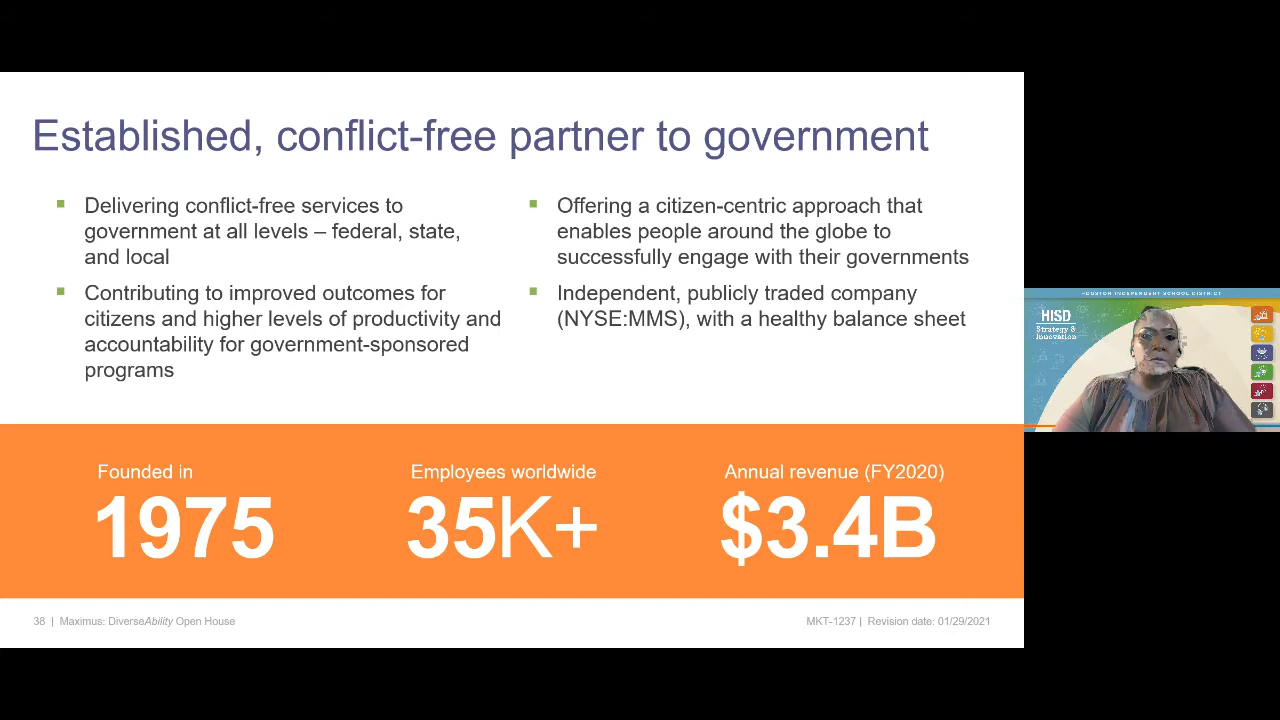 Established, conflict-free partner to government
▪ Delivering conflict-free services to
government at all levels – federal, state,
and local
▪ Contributing to improved outcomes for
citizens and higher levels of productivity and
accountability for government-sponsored
programs
▪ Offering a citizen-centric approach that
enables people around the globe to
successfully engage with their governments
▪ Independent, publicly traded company
(NYSE:MMS), with a healthy balance sheet
HOUSTON INDEPENDENT SCHOOL DISTRICT
HISD
Strategy &
Innovation
Founded in
1975
Employees worldwide
35K+
Annual revenue (FY2020)
$3.4B
38 | Maximus: DiverseAbility Open House
MKT-1237 | Revision date: 01/29/2021